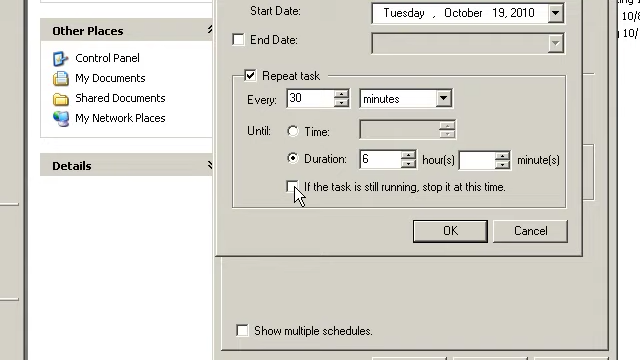 Start Date:
Tuesday , October 19, 2010
10/
Other Places
End Date:
Control Panel
My Documents
Repeat task
Shared Documents
Every: 30 minutes
My Network Places
Until: Time:
Details
Duration: 6 hour(s) minute(s)
If the task is still running, stop it at this time.
OK Cancel
Show multiple schedules.